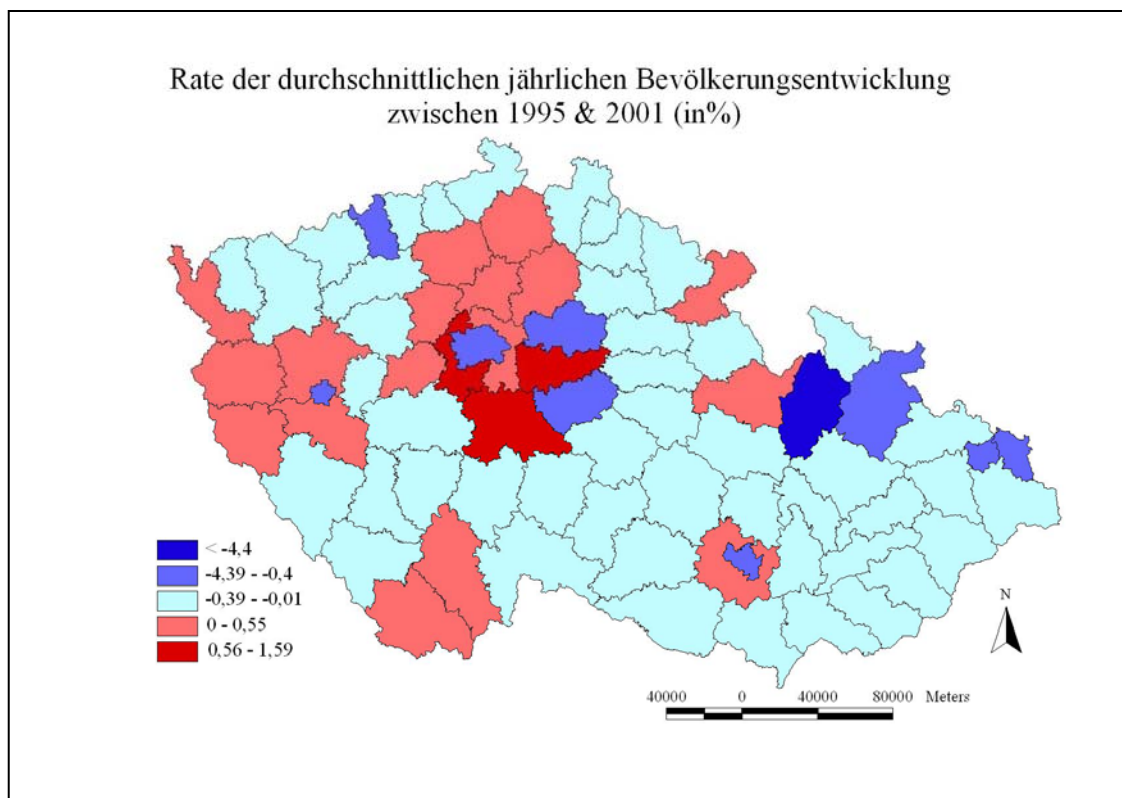 Rate der durchschnittlichen jährlichen Bevölkerungsentwicklung
zwischen 1995 & 2001 (in%)
< -4,4
-4,39 - -0,4
-0,39 - -0,01
0 - 0,55
0,56 - 1,59
N
40000 0 40000 80000 Meters